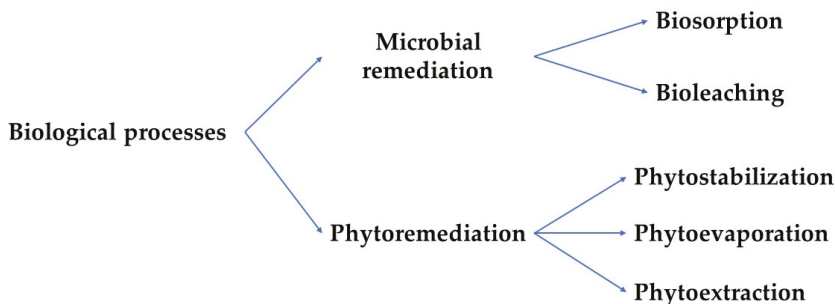 Biological processes
Microbial
remediation
Biosorption
Bioleaching
Phytoremediation
Phytostabilization
Phytoevaporation
Phytoextraction